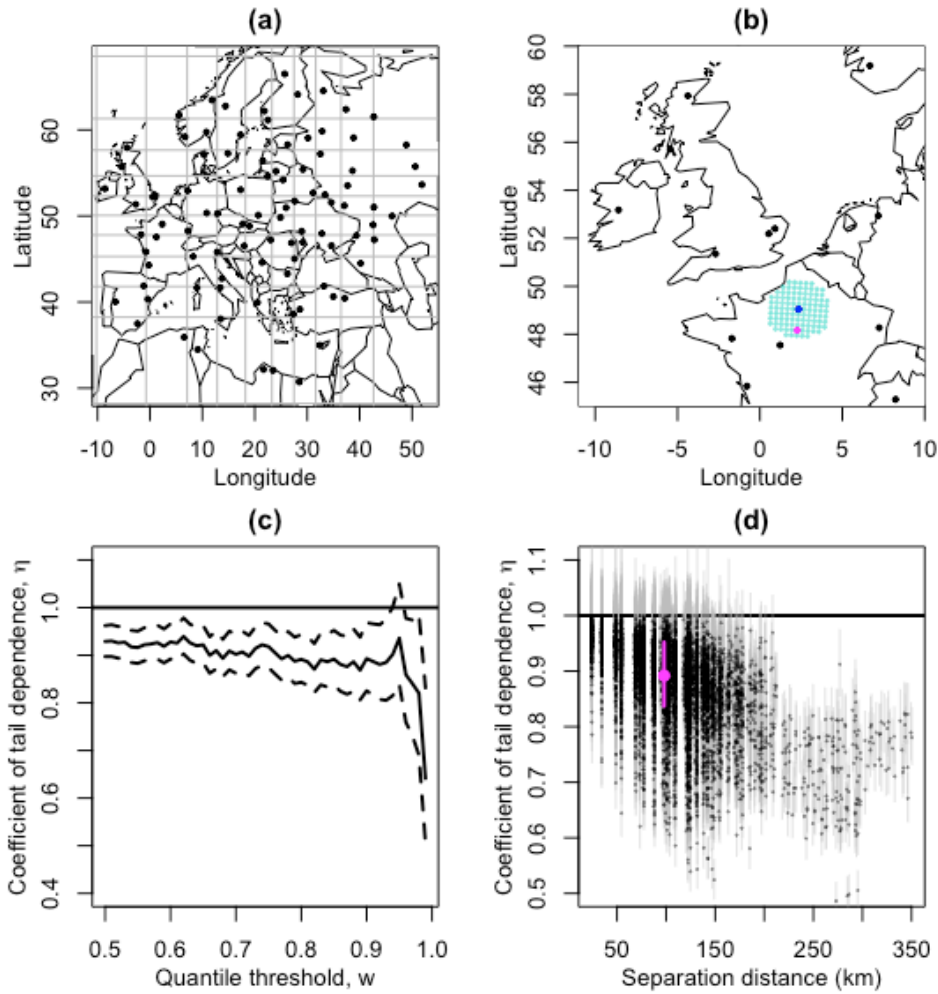 (a)
Latitude
60
50
40
30
-10 0 10 20 30 40 50
Longitude
(b)
Latitude
60
58
56
54
52
50
48
46
-10 -5 0 5 10
Longitude
(c)
Coefficient of tail dependence, η
1.0
0.8
0.6
0.4
0.5 0.6 0.7 0.8 0.9 1.0
Quantile threshold, w
(d)
Coefficient of tail dependence, η
1.1
1.0
0.9
0.8
0.7
0.6
0.5
50 150 250 350
Separation distance (km)